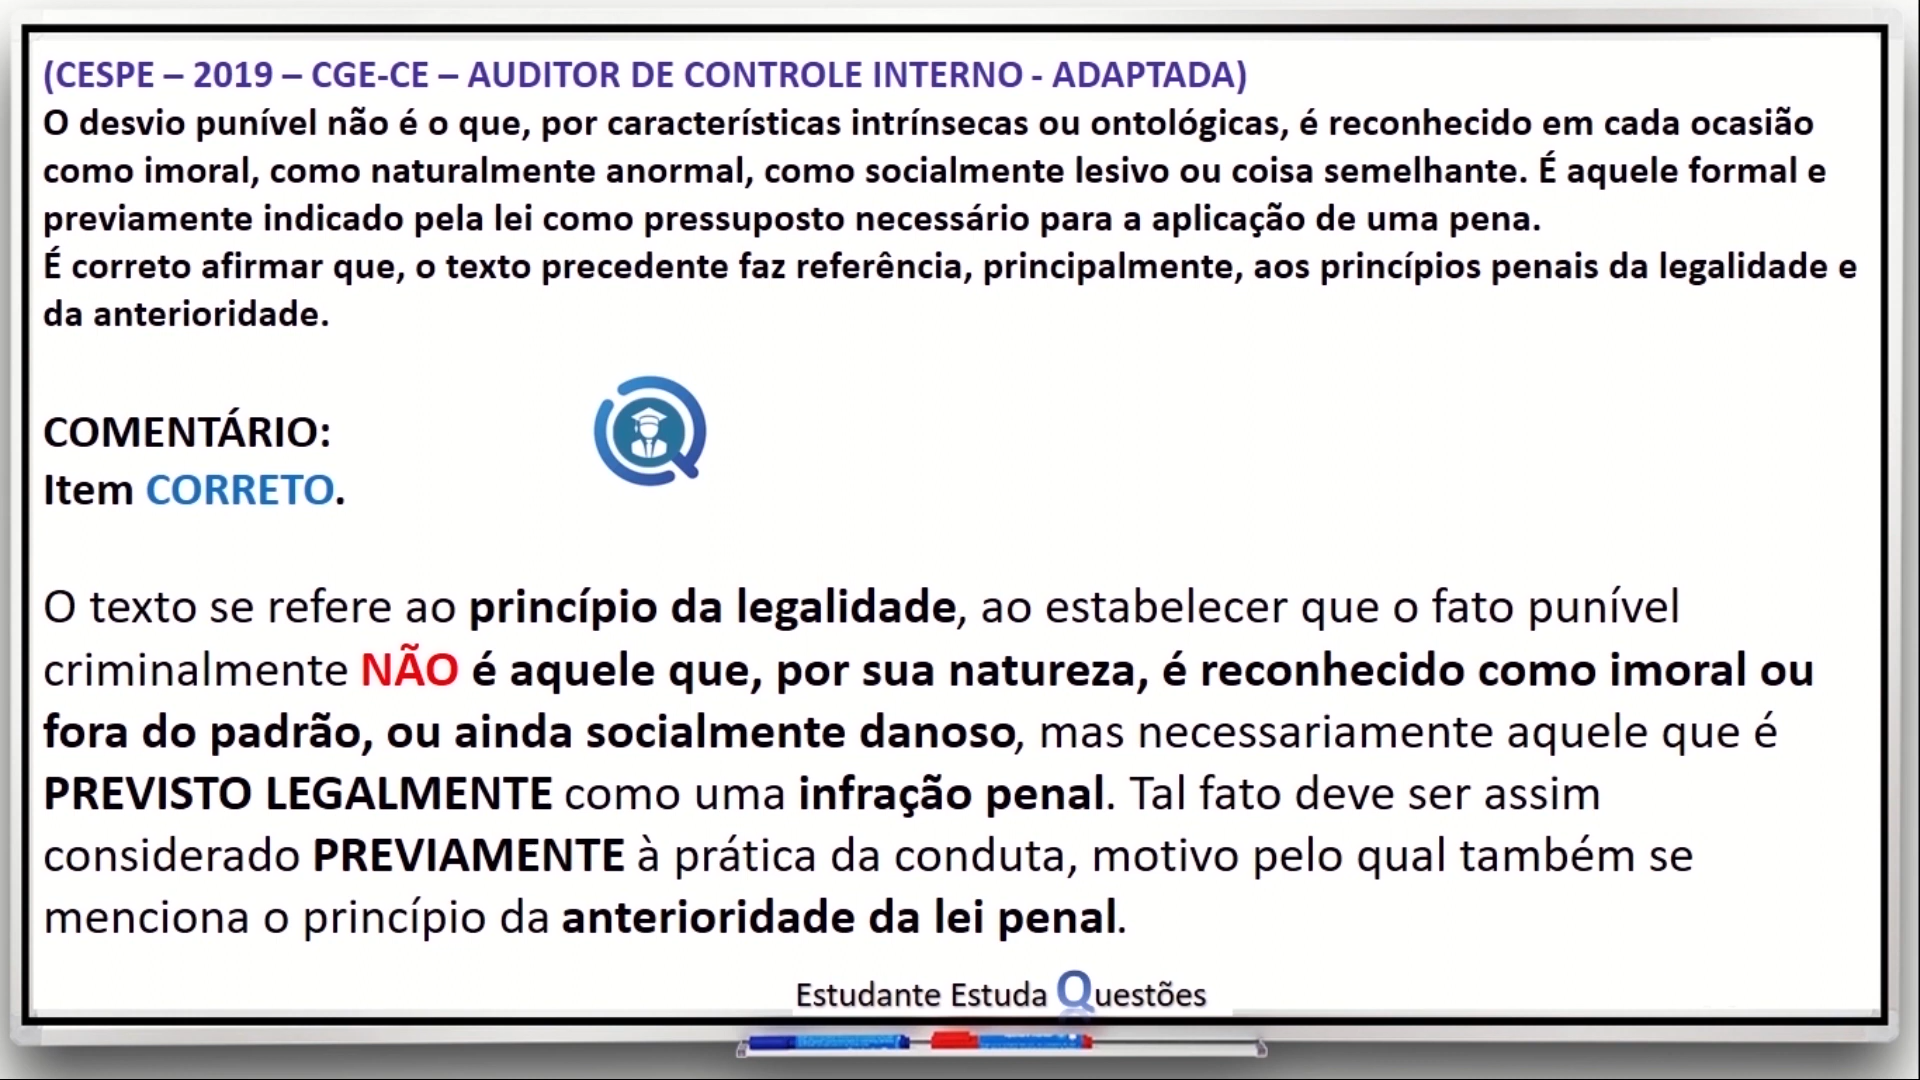 (CESPE – 2019 – CGE-CE – AUDITOR DE CONTROLE INTERNO - ADAPTADA)
O desvio punível não é o que, por características intrínsecas ou ontológicas, é reconhecido em cada ocasião
como imoral, como naturalmente anormal, como socialmente lesivo ou coisa semelhante. É aquele formal e
previamente indicado pela lei como pressuposto necessário para a aplicação de uma pena.
É correto afirmar que, o texto precedente faz referência, principalmente, aos princípios penais da legalidade e
da anterioridade.
COMENTÁRIO:
Item CORRETO.
O texto se refere ao princípio da legalidade, ao estabelecer que o fato punível
criminalmente NÃO é aquele que, por sua natureza, é reconhecido como imoral ou
fora do padrão, ou ainda socialmente danoso, mas necessariamente aquele que é
PREVISTO LEGALMENTE como uma infração penal. Tal fato deve ser assim
considerado PREVIAMENTE à prática da conduta, motivo pelo qual também se
menciona o princípio da anterioridade da lei penal.
Estudante Estuda Questões